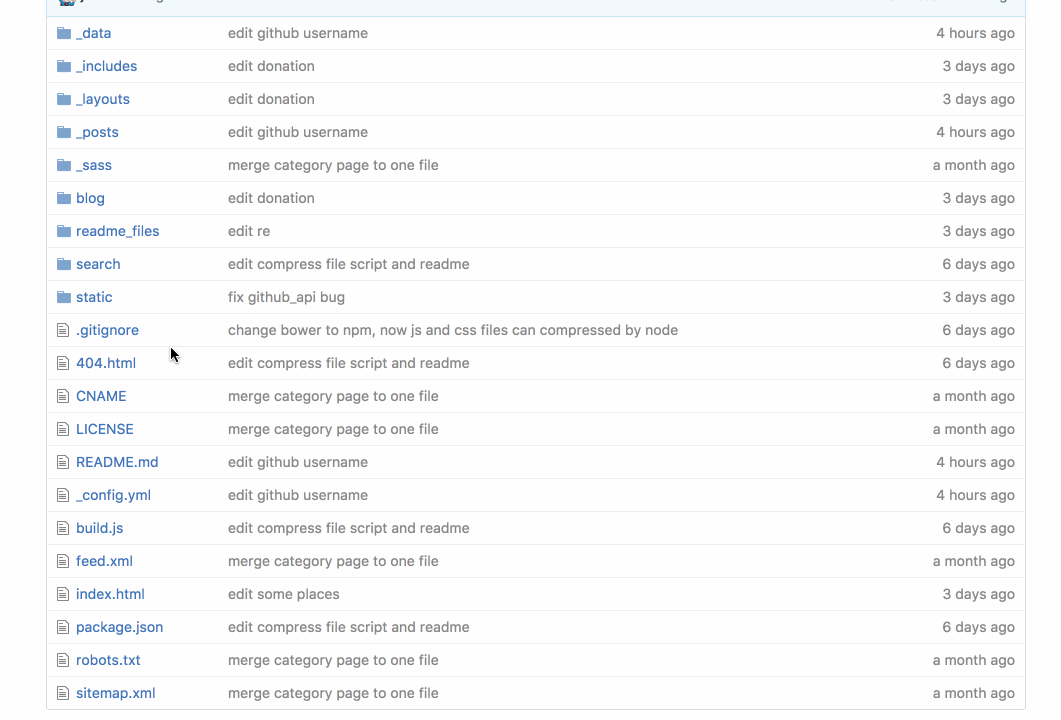 _data edit github username 4 hours ago
_includes edit donation 3 days ago
_layouts edit donation 3 days ago
_posts edit github username 4 hours ago
_sass merge category page to one file a month ago
blog edit donation 3 days ago
readme_files edit re 3 days ago
search edit compress file script and readme 6 days ago
static fix github_api bug 3 days ago
.gitignore change bower to npm, now js and css files can compressed by node 6 days ago
404.html edit compress file script and readme 6 days ago
CNAME merge category page to one file a month ago
LICENSE merge category page to one file a month ago
README.md edit github username 4 hours ago
_config.yml edit github username 4 hours ago
build.js edit compress file script and readme 6 days ago
feed.xml merge category page to one file a month ago
index.html edit some places 3 days ago
package.json edit compress file script and readme 6 days ago
robots.txt merge category page to one file a month ago
sitemap.xml merge category page to one file a month ago